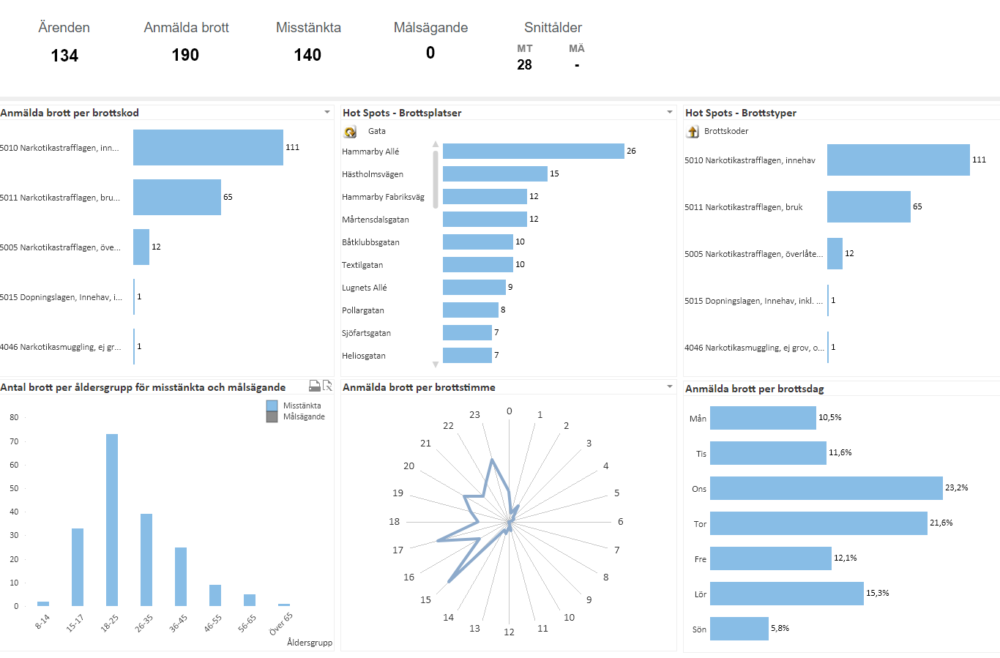 Ärenden
134
Anmälda brott
190
Misstänkta
140
Målsägande
0
Snittålder
MT
MÄ
28
-
Anmälda brott per brottskod
5010 Narkotikastrafflagen, inn...
111
5011 Narkotikastrafflagen, bru...
65
5005 Narkotikastrafflagen, öve...
12
5015 Dopningslagen, Innehav, i...
1
4046 Narkotikasmuggling, ej gr...
1
Hot Spots - Brottsplatser
Gata
Hammarby Allé
26
Hästholmsvägen
15
Hammarby Fabriksväg
12
Mårtensdalsgatan
12
Båtklubbsgatan
10
Textilgatan
10
Lugnets Allé
9
Pollargatan
8
Sjöfartsgatan
7
Heliosgatan
7
Hot Spots - Brottstyper
Brottskoder
5010 Narkotikastrafflagen, innehav
111
5011 Narkotikastrafflagen, bruk
65
5005 Narkotikastrafflagen, överlåte...
12
5015 Dopningslagen, Innehav, inkl. ...
1
4046 Narkotikasmuggling, ej grov, o...
1
Antal brott per åldersgrupp för misstänkta och målsägande
Misstänkta
Målsägande
80
70
60
50
40
30
20
10
0
8-14
15-17
18-25
26-35
36-45
46-55
56-65
Över 65
Åldersgrupp
Anmälda brott per brottstimme
0
1
2
3
4
5
6
7
8
9
10
11
12
13
14
15
16
17
18
19
20
21
22
23
Anmälda brott per brottsdag
Mån
10,5%
Tis
11,6%
Ons
23,2%
Tor
21,6%
Fre
12,1%
Lör
15,3%
Sön
5,8%